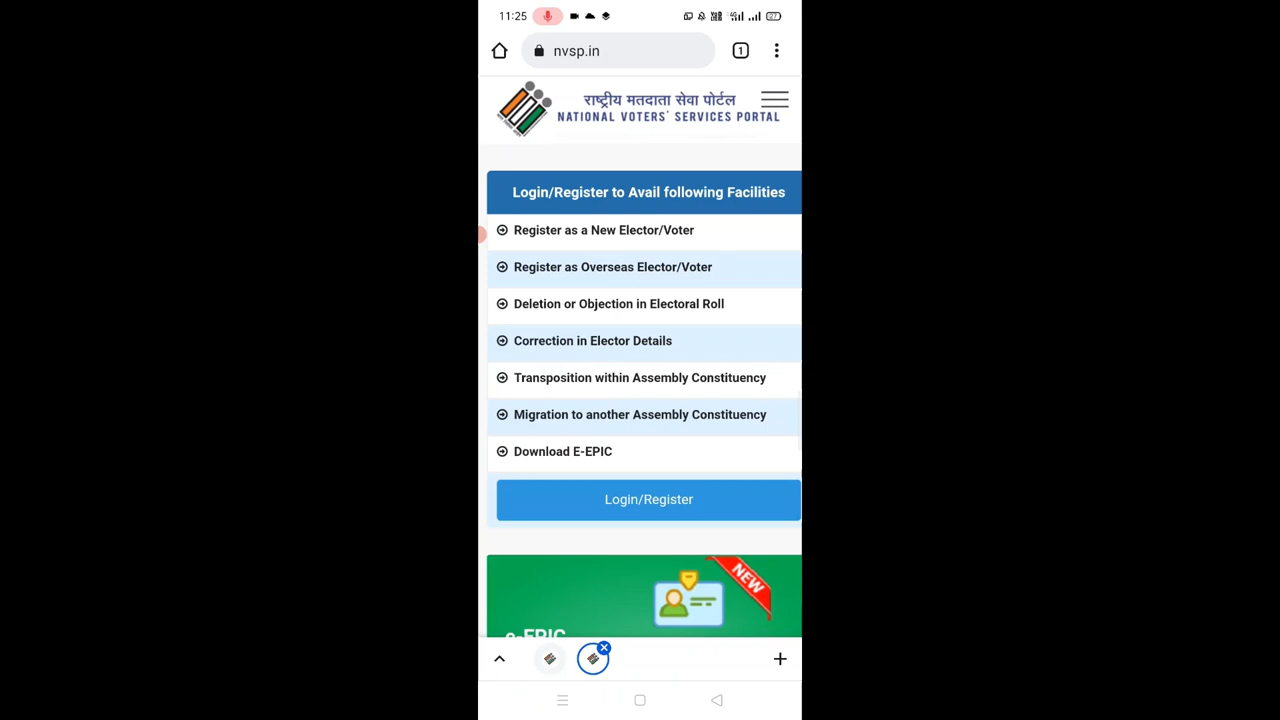 11:25
27
nvsp.in
1
राष्ट्रीय मतदाता सेवा पोर्टल
NATIONAL VOTERS' SERVICES PORTAL
Login/Register to Avail following Facilities
Register as a New Elector/Voter
Register as Overseas Elector/Voter
Deletion or Objection in Electoral Roll
Correction in Elector Details
Transposition within Assembly Constituency
Migration to another Assembly Constituency
Download E-EPIC
Login/Register
NEW
e-EPIC